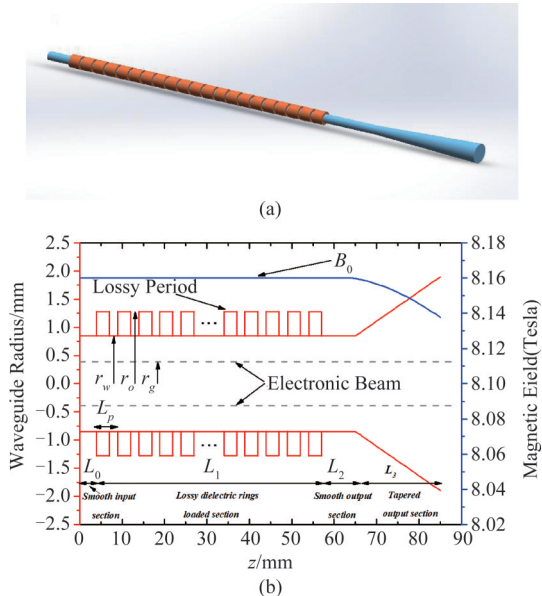 (a)
2.5
2.0
1.5
1.0
0.5
0.0
−0.5
−1.0
−1.5
−2.0
−2.5
Waveguide Radius/mm
8.18
8.16
8.14
8.12
8.10
8.08
8.06
8.04
8.02
Magnetic Eield(Tesla)
B0
Lossy Period
...
rw ro rg
Electronic Beam
Lp
...
L0 L1 L2 L3
Smooth input section
Lossy dielectric rings loaded section
Smooth output section
Tapered output section
0 10 20 30 40 50 60 70 80 90
z/mm
(b)